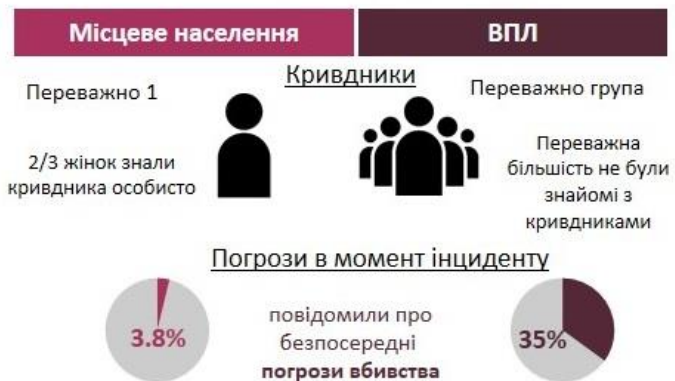 Місцеве населення
ВПЛ
Кривдники
Переважно 1
Переважно група
2/3 жінок знали
кривдника особисто
Переважна
більшість не були
знайомі з
кривдниками
Погрози в момент інциденту
3.8%
повідомили про
безпосередні
погрози вбивства
35%